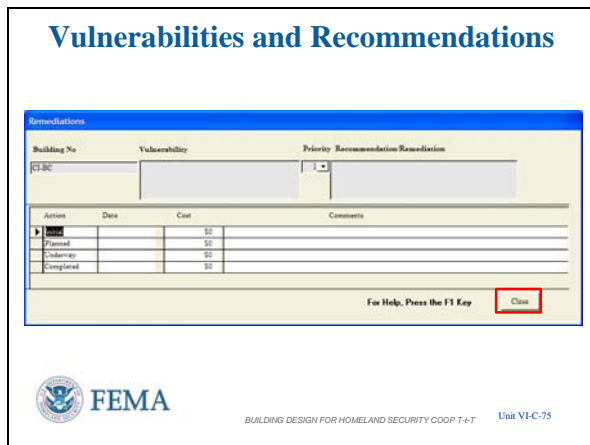 Vulnerabilities and Recommendations
Remediations
Building No Vulnerability Priority Recommendation/Remediation
CI-BC 1
Action Date Cost Comments
Initial $0
Planned $0
Underway $0
Completed $0
For Help, Press the F1 Key Close
FEMA
BUILDING DESIGN FOR HOMELAND SECURITY COOP T-t-T Unit VI-C-75